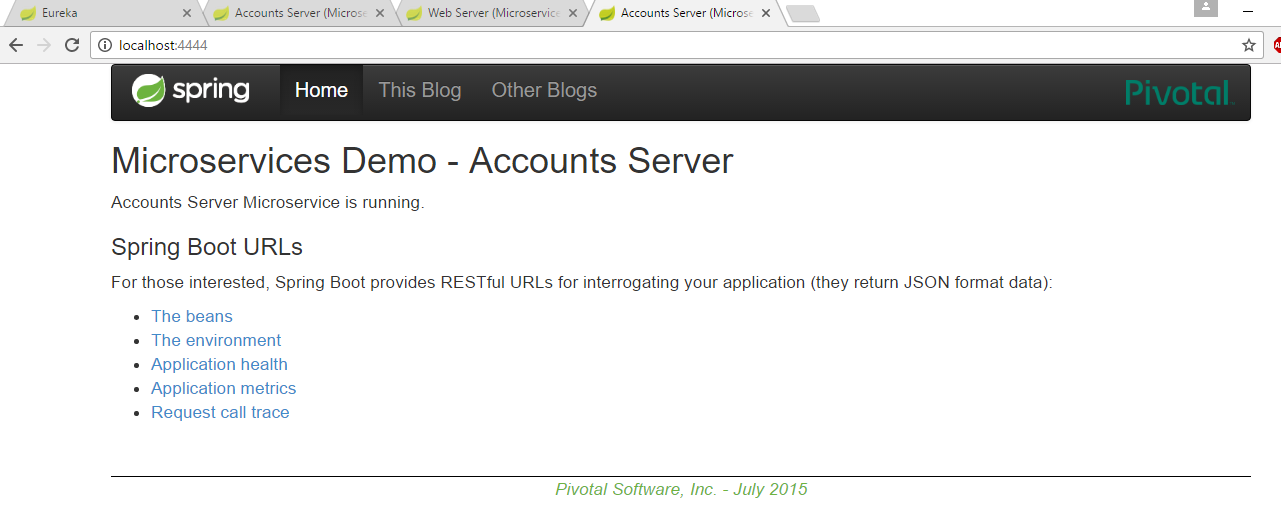 Eureka
Accounts Server (Microse
Web Server (Microservice
Accounts Server (Microse
localhost:4444
spring Home This Blog Other Blogs Pivotal
Microservices Demo - Accounts Server
Accounts Server Microservice is running.
Spring Boot URLs
For those interested, Spring Boot provides RESTful URLs for interrogating your application (they return JSON format data):
The beans
The environment
Application health
Application metrics
Request call trace
Pivotal Software, Inc. - July 2015